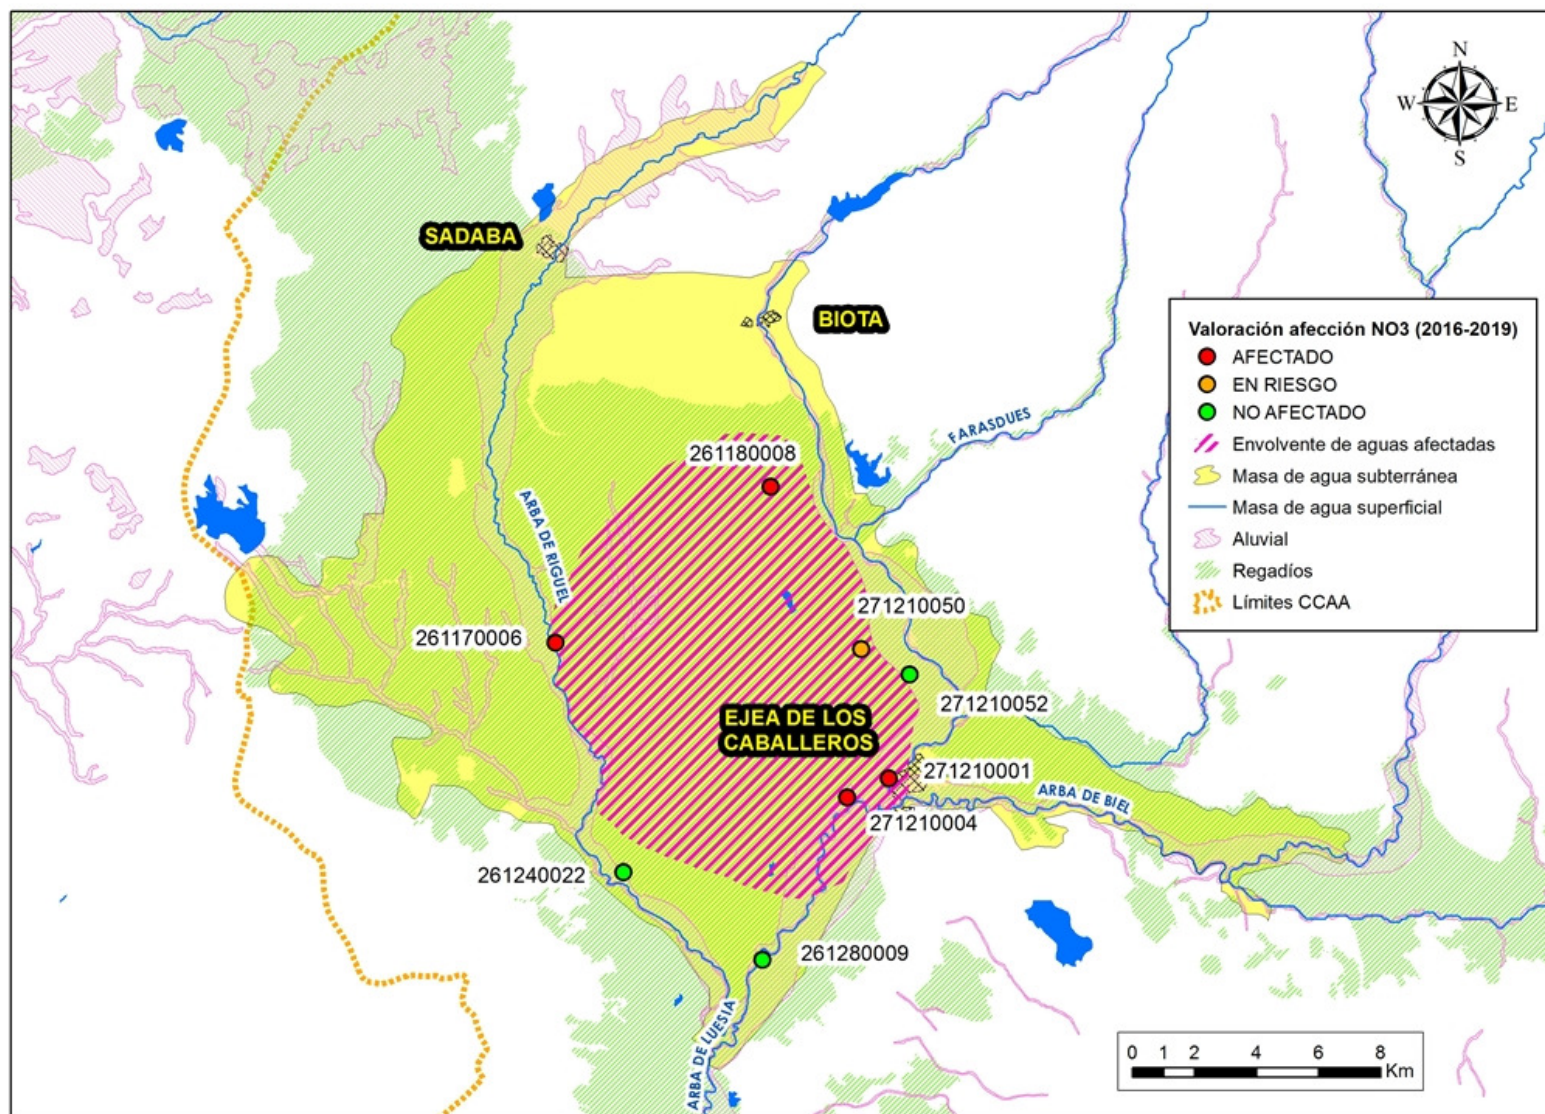 N
W
E
S
SADABA
BIOTA
Valoración afección NO3 (2016-2019)
AFECTADO
EN RIESGO
NO AFECTADO
Envolvente de aguas afectadas
Masa de agua subterránea
Masa de agua superficial
Aluvial
Regadíos
Límites CCAA
FARASDUES
261180008
ARBA DE RIGUEL
271210050
261170006
271210052
EJEA DE LOS
CABALLEROS
271210001
ARBA DE BIEL
271210004
261240022
261280009
ARBA DE LUESIA
0 1 2 4 6 8
Km